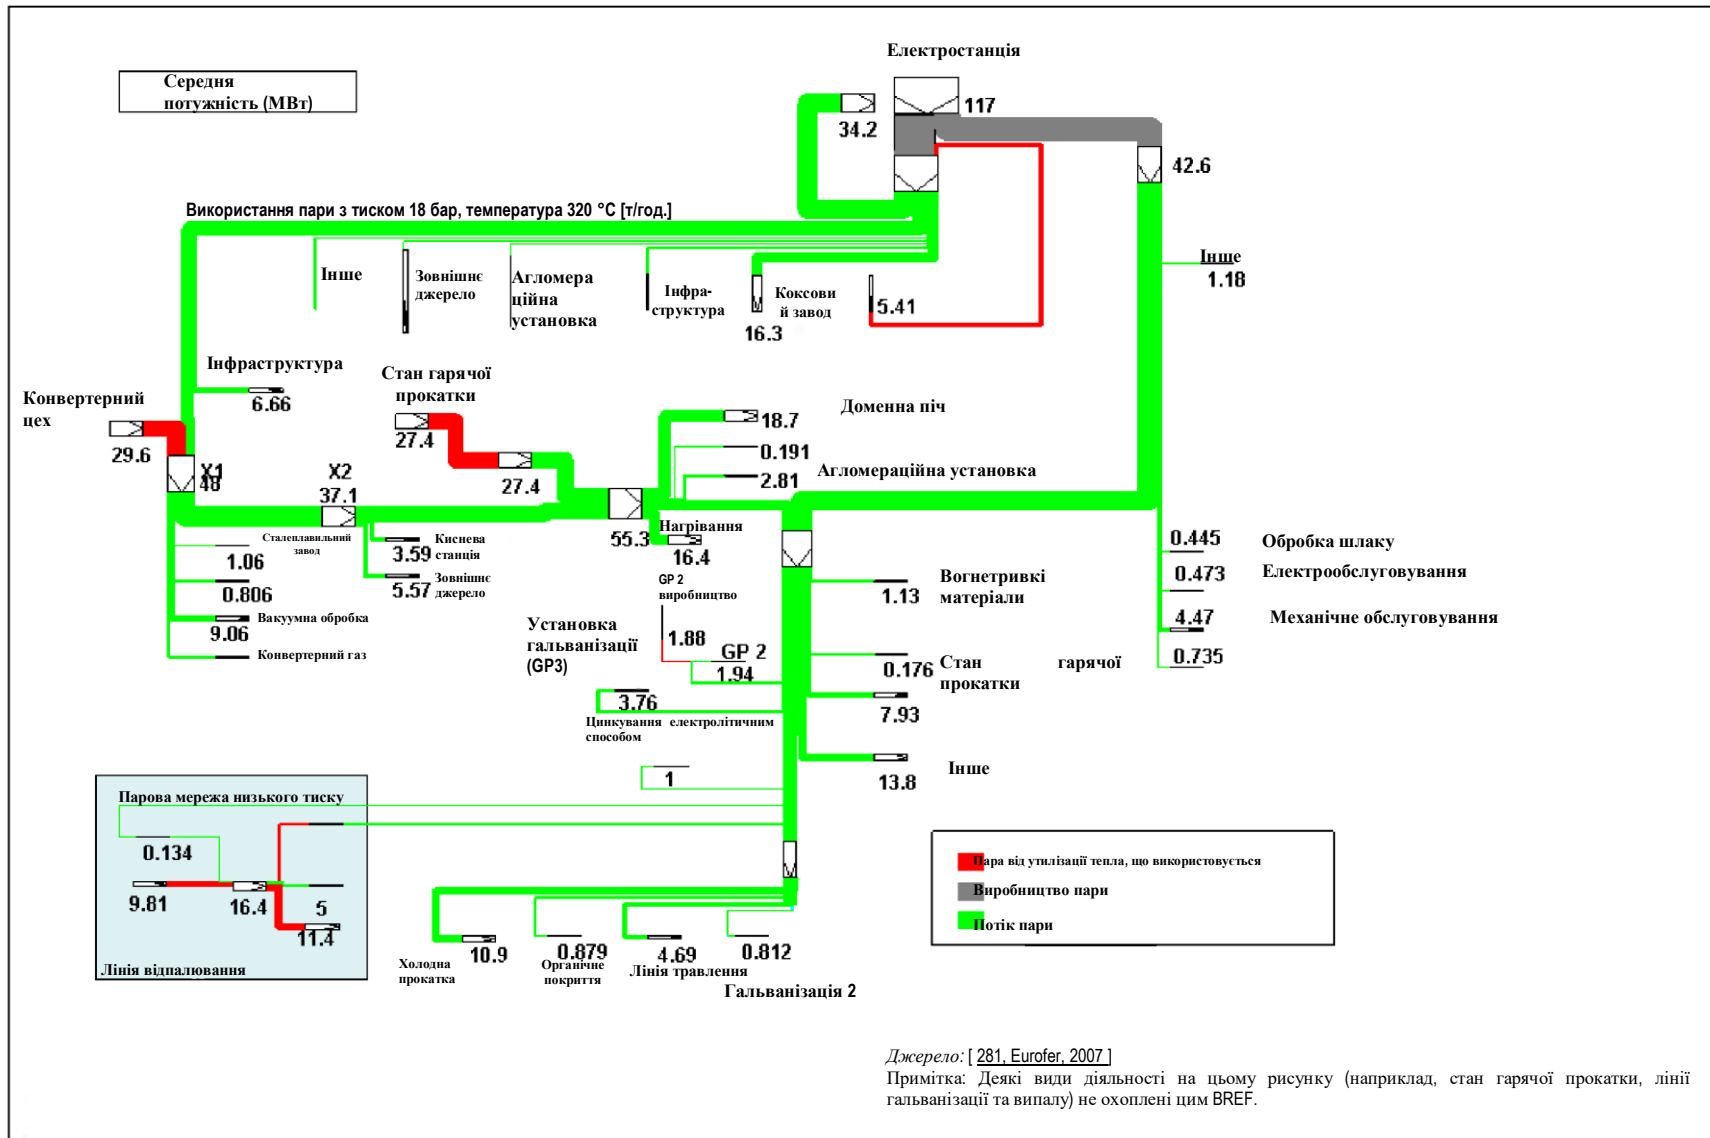 Електростанція
Середня
потужність (МВт)
117
34.2
42.6
Використання пари з тиском 18 бар, температура 320 °C [т/год.]
Інше
1.18
Інше
Зовнішнє
джерело
Агломера
ційна
установка
Інфра-
структура
Коксови
й завод
16.3
5.41
Інфраструктура
6.66
Стан гарячої
прокатки
27.4
Конвертерний
цех
29.6
X1
48
X2
37.1
27.4
Доменна піч
18.7
0.191
Агломераційна установка
2.81
55.3
Нагрівання
16.4
Сталеплавильний
завод
1.06
0.806
Вакуумна обробка
9.06
Конвертерний газ
Киснева
станція
3.59
Зовнішнє
джерело
5.57
GP 2
виробництво
1.88
GP 2
1.94
Установка
гальванізації
(GP3)
3.76
Цинкування електролітичним
способом
1
1.13
Вогнетривкі
матеріали
0.176
Стан гарячої
прокатки
7.93
13.8
Інше
0.445
Обробка шлаку
0.473
Електрообслуговування
4.47
Механічне обслуговування
0.735
Парова мережа низького тиску
0.134
9.81
16.4
5
11.4
Лінія відпалювання
Холодна
прокатка
10.9
0.879
Органічне
покриття
4.69
Лінія травлення
0.812
Гальванізація 2
Пара від утилізації тепла, що використовується
Виробництво пари
Потік пари
Джерело: [ 281, Eurofer, 2007 ]
Примітка: Деякі види діяльності на цьому рисунку (наприклад, стан гарячої прокатки, лінії
гальванізації та випалу) не охоплені цим BREF.